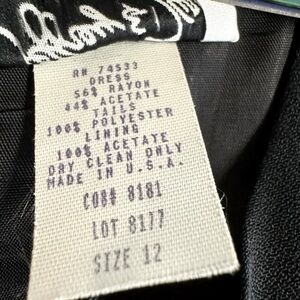 RN 74533
DRESS
56% RAYON
44% ACETATE
TAILS
100% POLYESTER
LINING
100% ACETATE
DRY CLEAN ONLY
MADE IN U.S.A.
COR# 8181
LOT 8177
SIZE 12